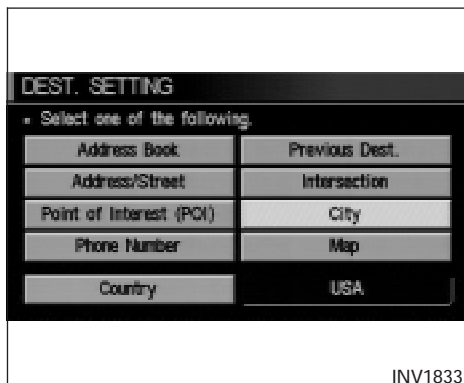 DEST. SETTING
Select one of the following.
Address Book Previous Dest.
Address/Street Intersection
Point of Interest (POI) City
Phone Number Map
Country USA
INV1833